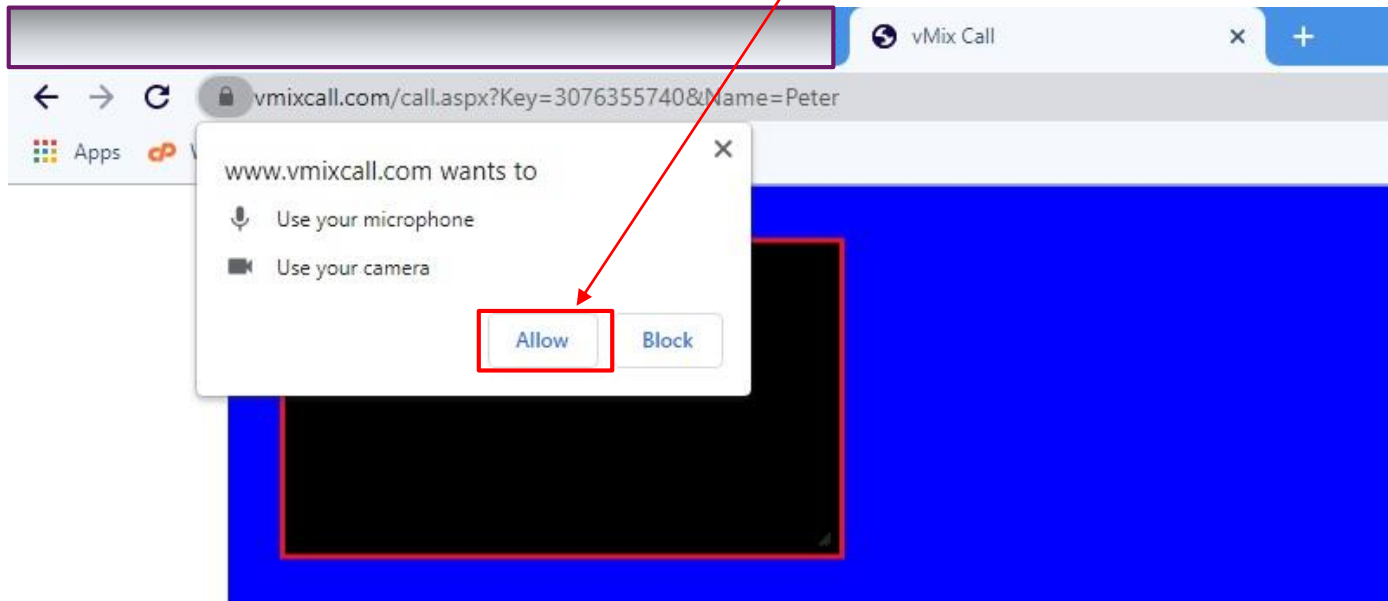 vMix Call
vmixcall.com/call.aspx?Key=3076355740&Name=Peter
Apps cP
www.vmixcall.com wants to
Use your microphone
Use your camera
Allow Block